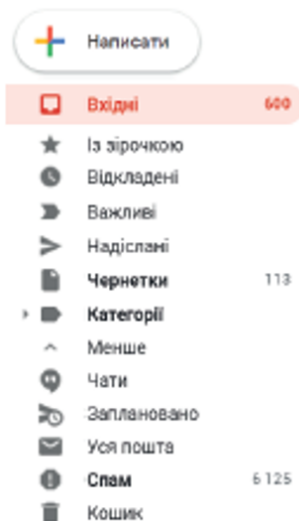 Написати
Вхідні 600
Із зірочкою
Відкладені
Важливі
Надіслані
Чернетки 113
Категорії
Менше
Чати
Заплановано
Уся пошта
Спам 6 125
Кошик